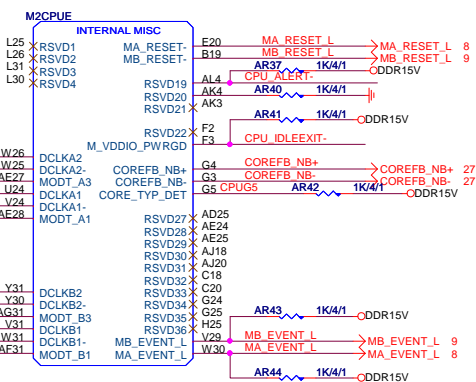 M2CPUE
INTERNAL MISC
L25 RSVD1 MA_RESET- E20 MA_RESET_L MA_RESET_L 8
L26 RSVD2 MB_RESET- B19 MB_RESET_L MB_RESET_L 9
L31 RSVD3 AR37 1K/4/1 DDR15V
L30 RSVD4 RSVD19 AL4 CPU_ALERT-
RSVD20 AK4 AR40 1K/4/1
RSVD21 AK3
AR41 1K/4/1 DDR15V
RSVD22 F2
M_VDDIO_PWRGD F3 CPU_IDLEEXIT-
W26 DCLKA2
W25 DCLKA2- COREFB_NB+ G4 COREFB_NB+ COREFB_NB+ 27
AE27 MODT_A3 COREFB_NB- G3 COREFB_NB- COREFB_NB- 27
U24 DCLKA1 CORE_TYP_DET G5 CPUG5 AR42 1K/4/1 DDR15V
V24 DCLKA1-
AE28 MODT_A1 RSVD27 AD25
RSVD28 AE24
RSVD29 AE25
RSVD30 AJ18
RSVD31 AJ20
RSVD32 C18
RSVD33 C20
Y31 DCLKB2
Y30 DCLKB2- RSVD34 G24
AG31 MODT_B3 RSVD35 G25 AR43 1K/4/1 DDR15V
V31 DCLKB1 RSVD36 H25
W31 DCLKB1- MB_EVENT_L V29 MB_EVENT_L MB_EVENT_L 9
AF31 MODT_B1 MA_EVENT_L W30 MA_EVENT_L MA_EVENT_L 8
AR44 1K/4/1 DDR15V